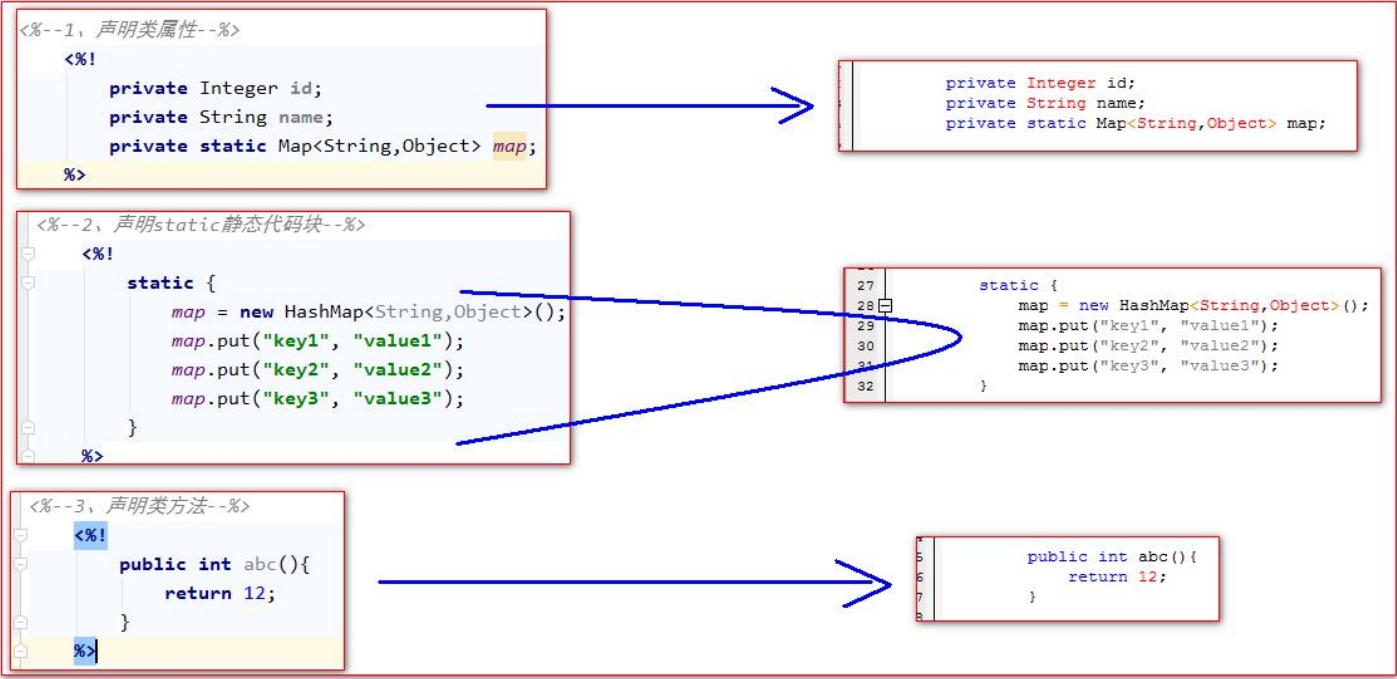 <%--1、声明类属性--%>
<%!
private Integer id;
private String name;
private static Map<String,Object> map;
%>
private Integer id;
private String name;
private static Map<String,Object> map;
<%--2、声明static静态代码块--%>
<%!
static {
map = new HashMap<String,Object>();
map.put("key1", "value1");
map.put("key2", "value2");
map.put("key3", "value3");
}
%>
27 static {
28 map = new HashMap<String,Object>();
29 map.put("key1", "value1");
30 map.put("key2", "value2");
31 map.put("key3", "value3");
32 }
<%--3、声明类方法--%>
<%!
public int abc(){
return 12;
}
%>
5 public int abc(){
6 return 12;
7 }